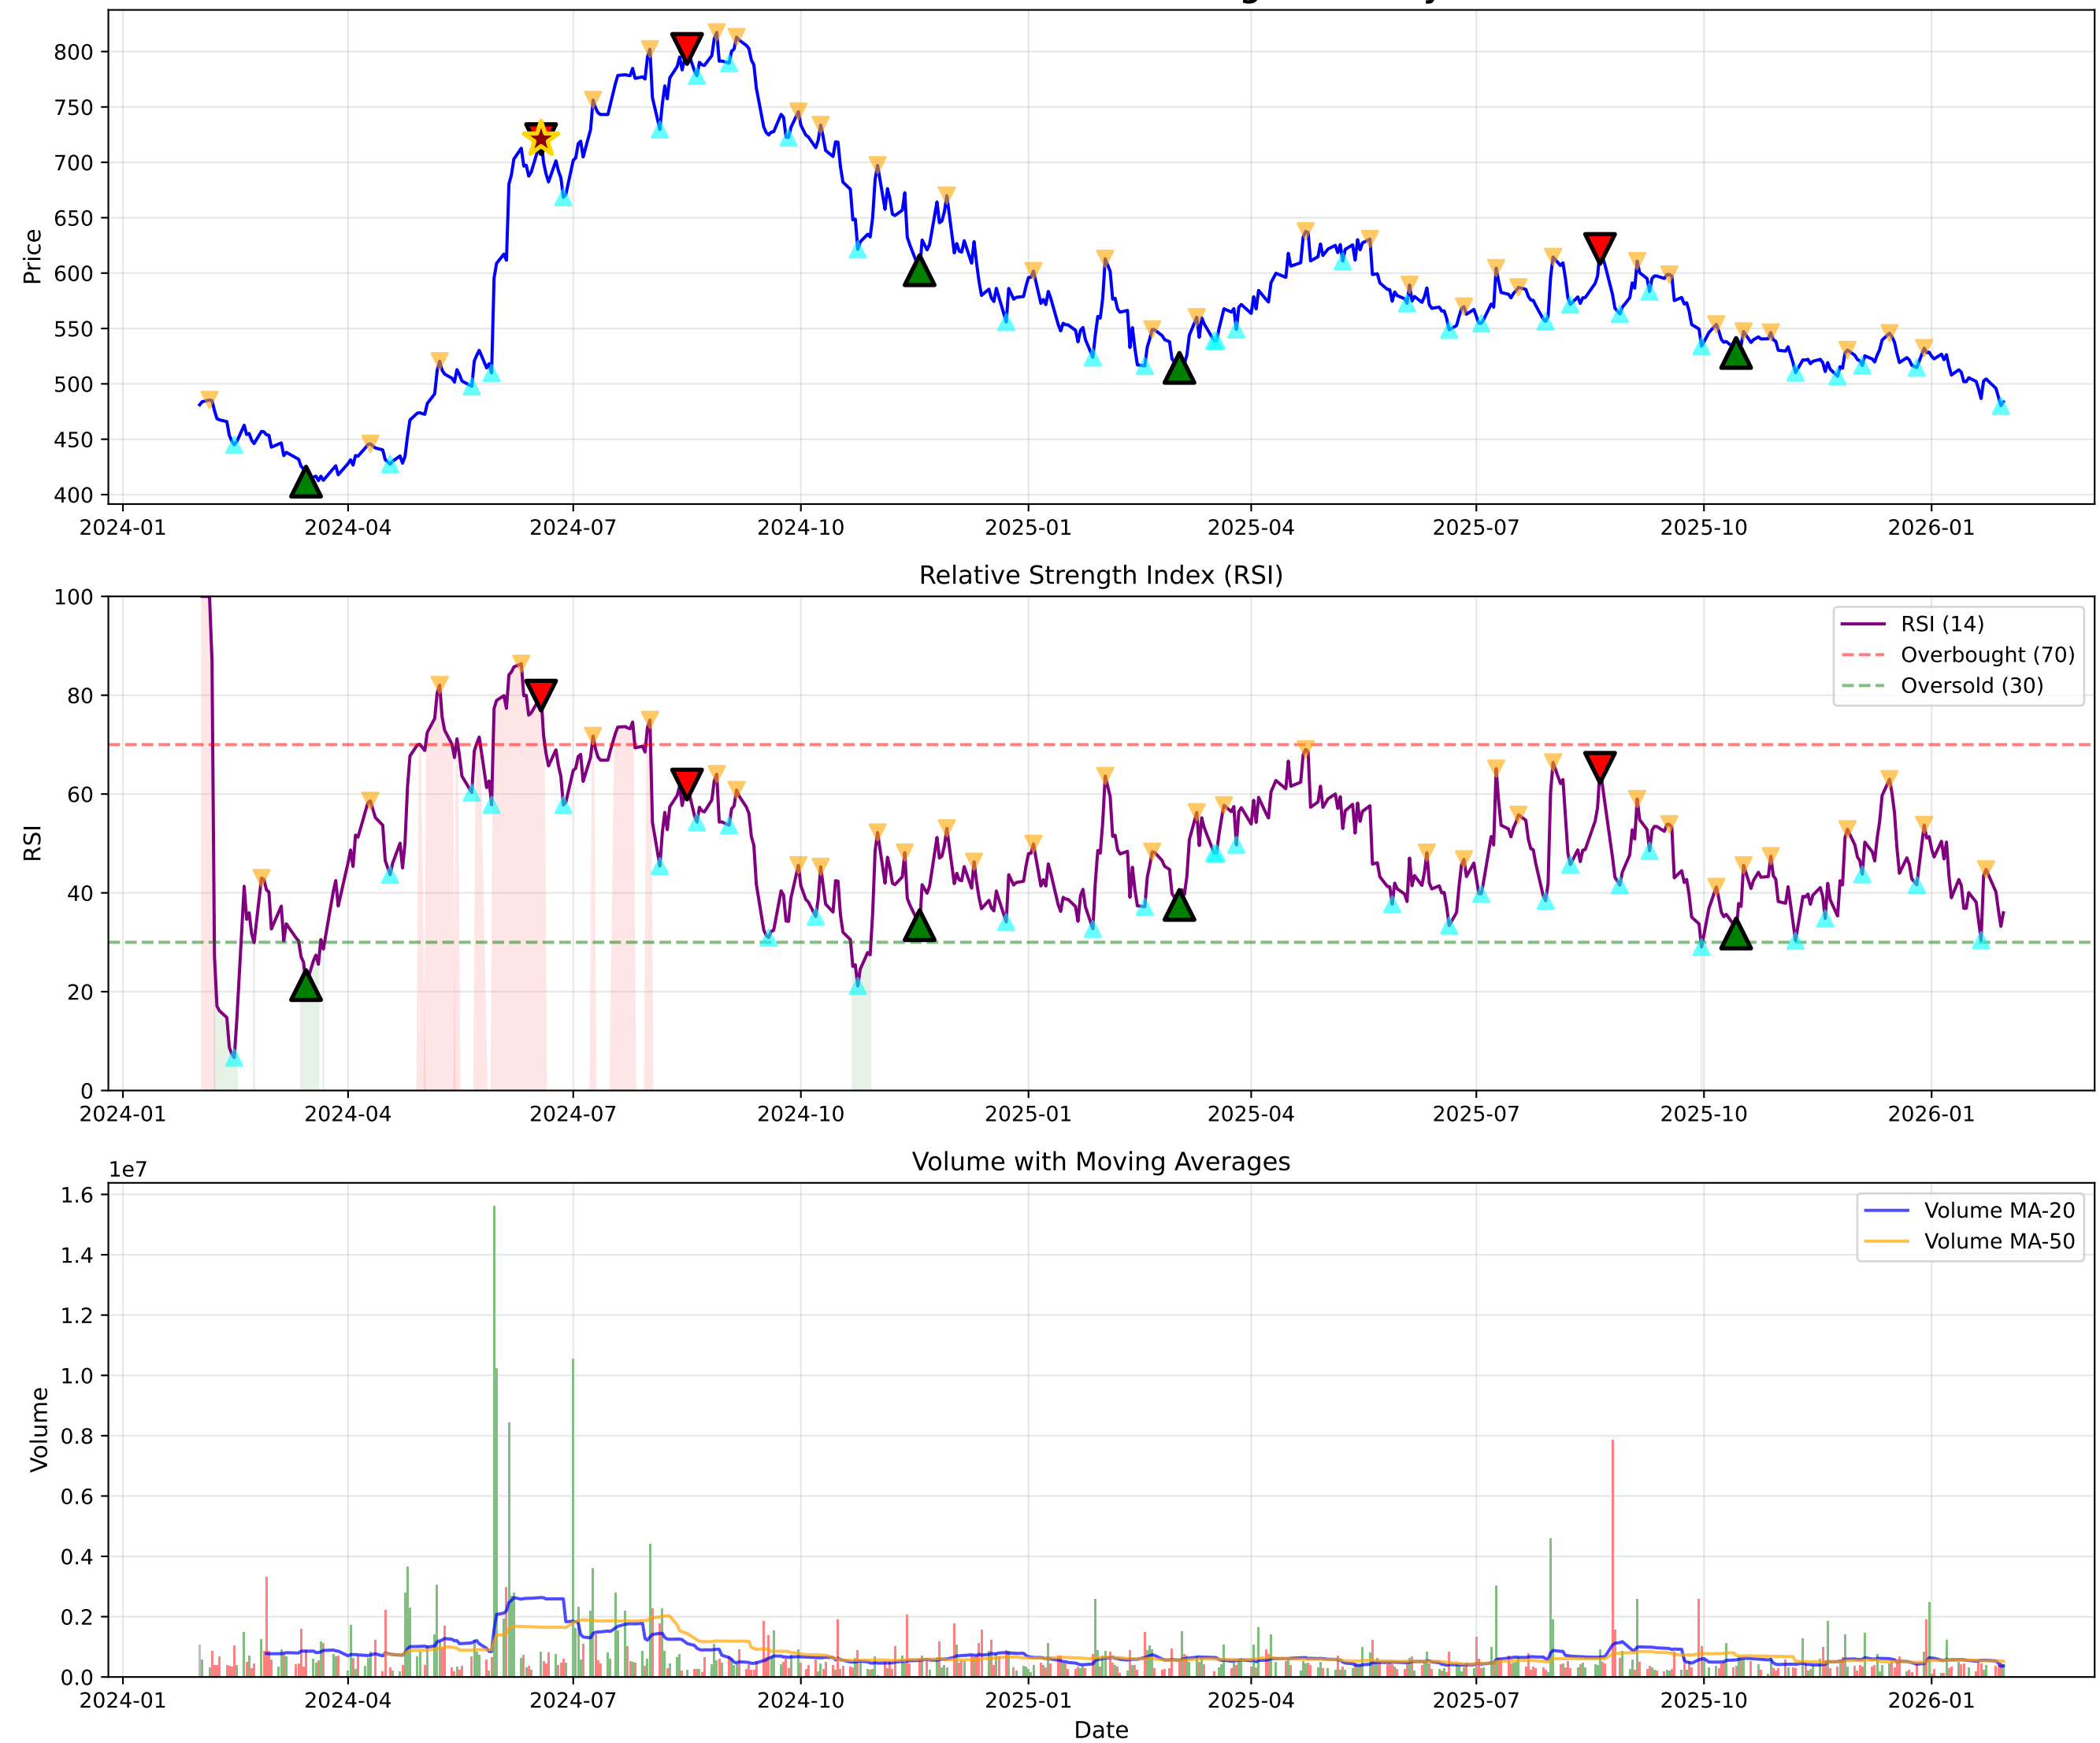 800
750
700
650
600
550
500
450
400
Price
2024-01 2024-04 2024-07 2024-10 2025-01 2025-04 2025-07 2025-10 2026-01
Relative Strength Index (RSI)
100
80
60
40
20
0
RSI
RSI (14)
Overbought (70)
Oversold (30)
2024-01 2024-04 2024-07 2024-10 2025-01 2025-04 2025-07 2025-10 2026-01
Volume with Moving Averages
1e7
1.6
1.4
1.2
1.0
0.8
0.6
0.4
0.2
0.0
Volume
Volume MA-20
Volume MA-50
2024-01 2024-04 2024-07 2024-10 2025-01 2025-04 2025-07 2025-10 2026-01
Date